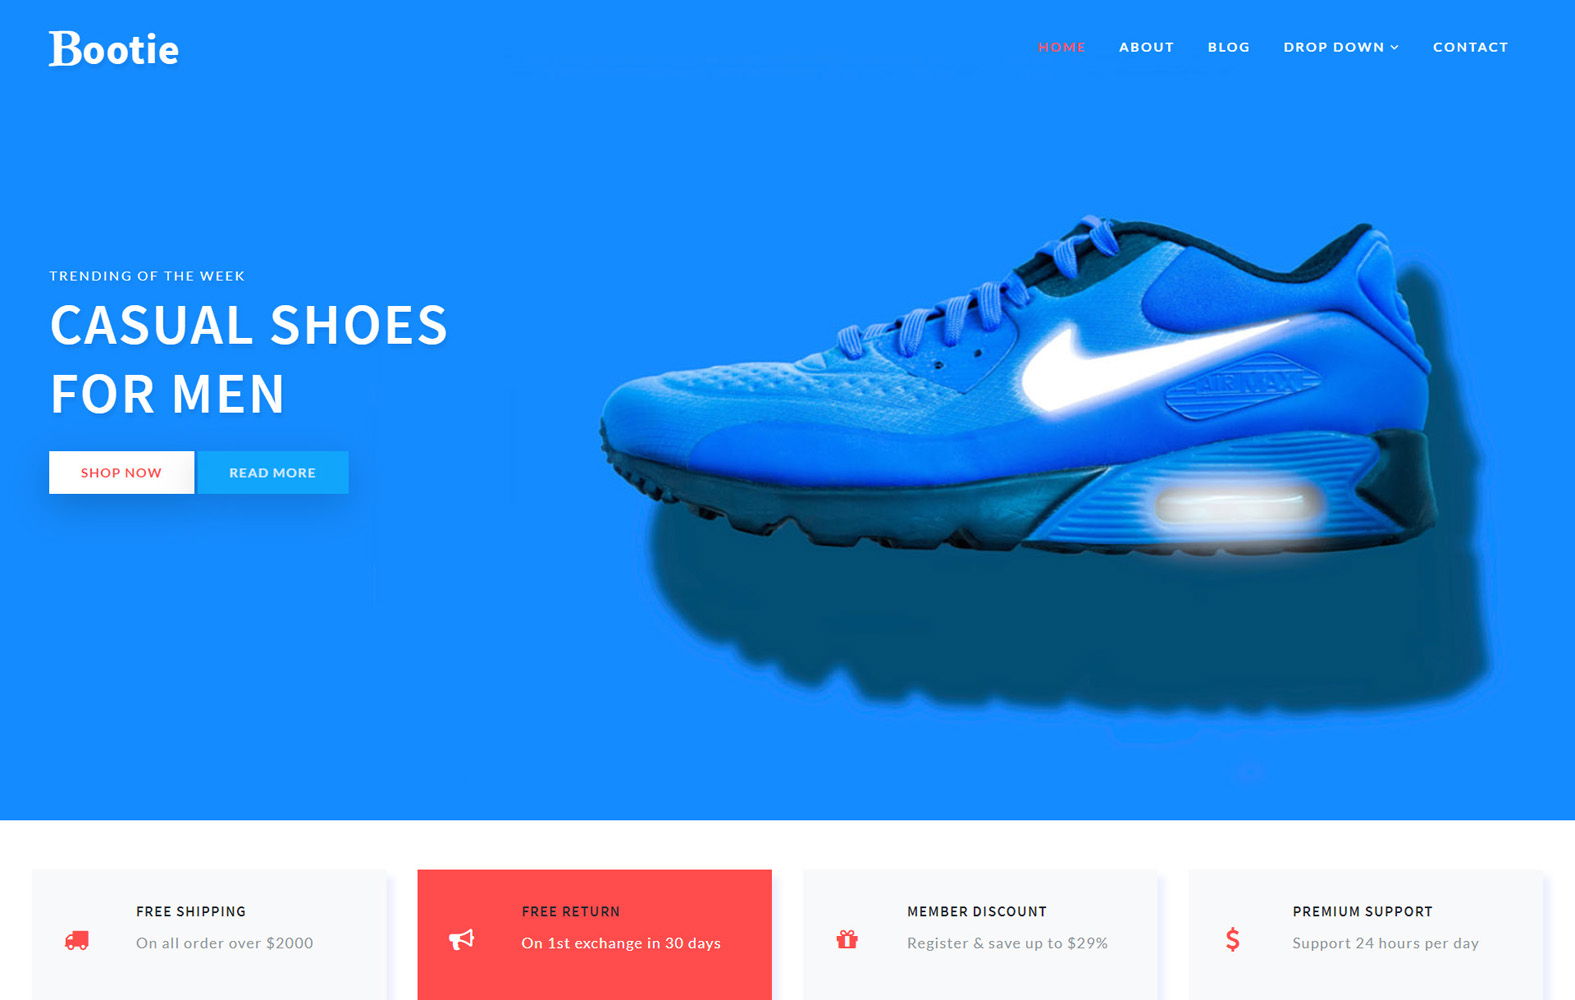 Bootie
HOME ABOUT BLOG DROP DOWN CONTACT
TRENDING OF THE WEEK
CASUAL SHOES
FOR MEN
SHOP NOW READ MORE
AIR MAX
FREE SHIPPING
On all order over $2000
FREE RETURN
On 1st exchange in 30 days
MEMBER DISCOUNT
Register & save up to $29%
PREMIUM SUPPORT
Support 24 hours per day